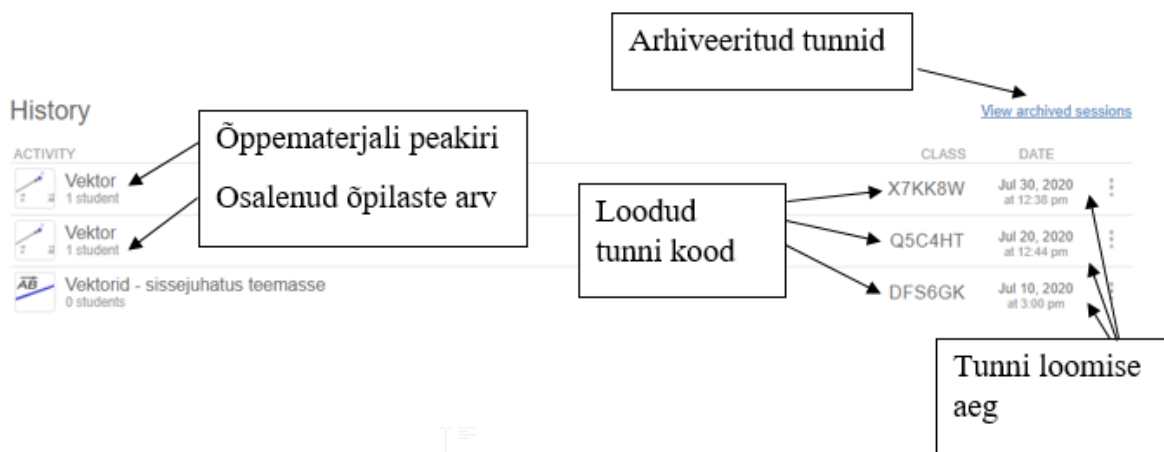 Arhiveeritud tunnid
History
View archived sessions
Õppematerjali peakiri
Osalenud õpilaste arv
ACTIVITY
CLASS
DATE
Vektor
1 student
X7KK8W
Jul 30, 2020
at 12:38 pm
Loodud
tunni kood
Vektor
1 student
Q5C4HT
Jul 20, 2020
at 12:44 pm
AB
Vektorid - sissejuhatus teemasse
0 students
DFS6GK
Jul 10, 2020
at 3:00 pm
Tunni loomise
aeg